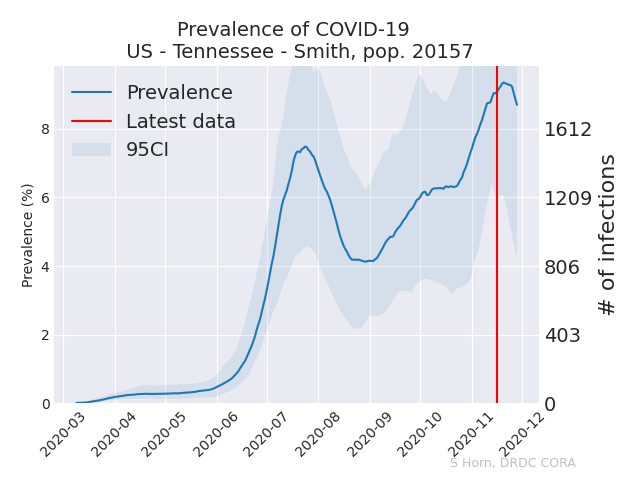 Prevalence of COVID-19
US - Tennessee - Smith, pop. 20157
Prevalence
Latest data
95CI
Prevalence (%)
8
6
4
2
0
1612
1209
806
403
0
# of infections
2020-03
2020-04
2020-05
2020-06
2020-07
2020-08
2020-09
2020-10
2020-11
2020-12
S Horn, DRDC CORA